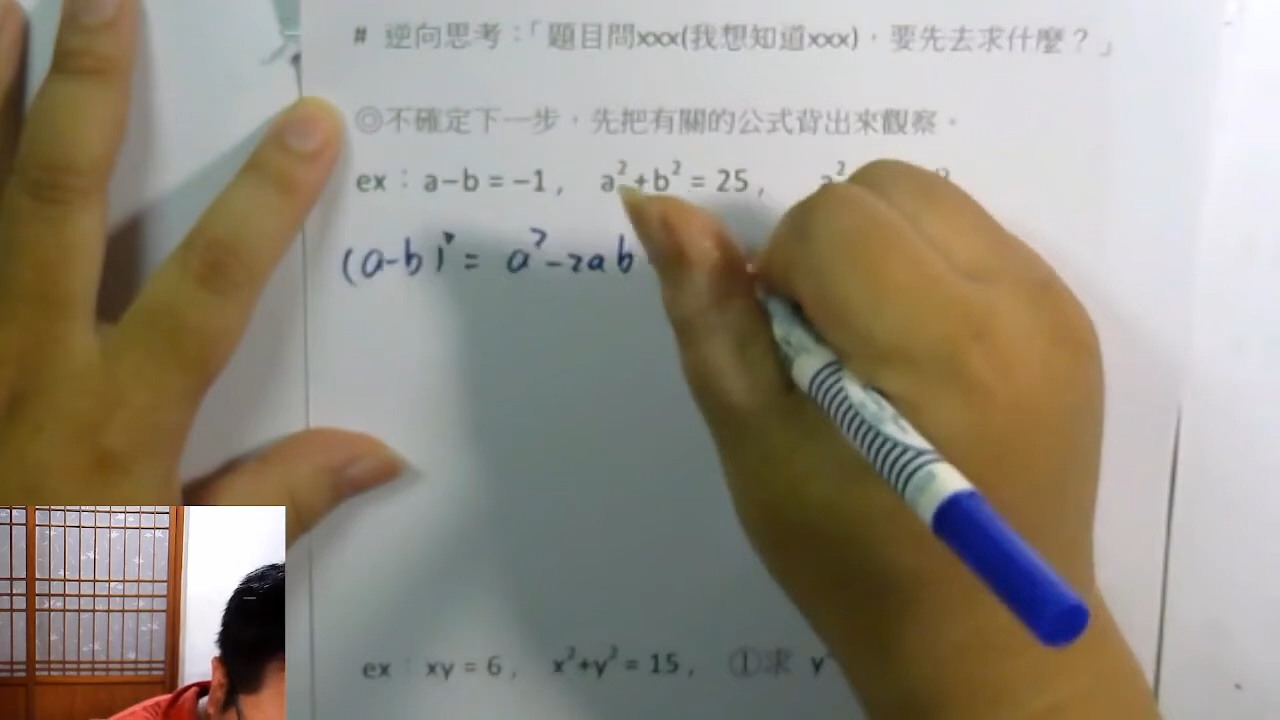 # 逆向思考：「題目問xxx(我想知道xxx)，要先去求什麼？」
◎不確定下一步，先把有關的公式背出來觀察。
ex：a−b = −1， a²+b² = 25， a²
(a-b)² = a²-2ab
ex：xy = 6， x²+y² = 15， ①求 y